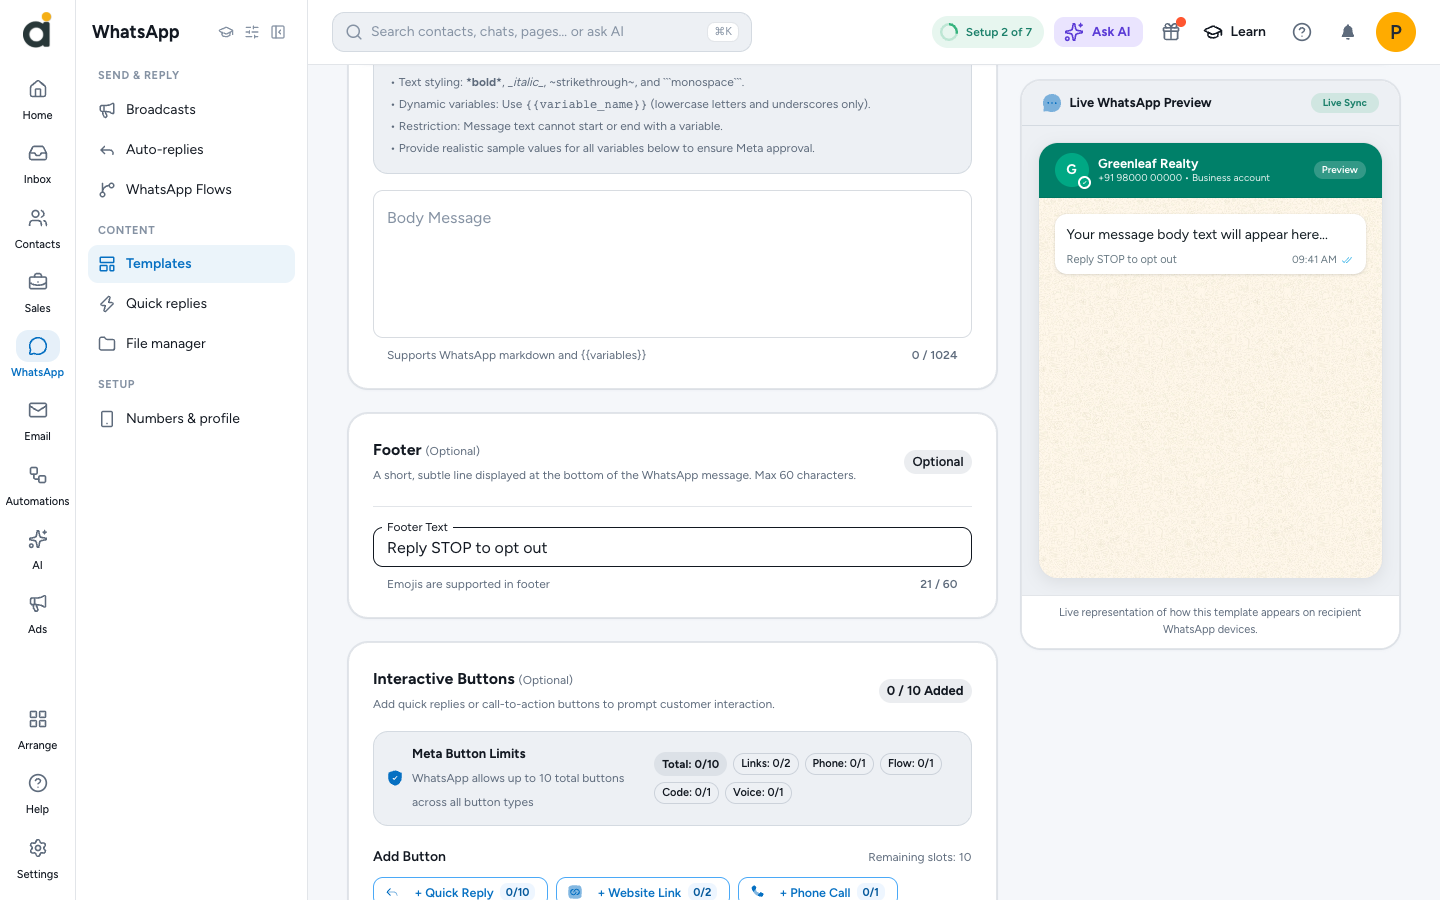 WhatsApp
Search contacts, chats, pages... or ask AI
⌘K
Setup 2 of 7
Ask AI
Learn
P
Home
Inbox
Contacts
Sales
WhatsApp
Email
Automations
AI
Ads
Arrange
Help
Settings
SEND & REPLY
Broadcasts
Auto-replies
WhatsApp Flows
CONTENT
Templates
Quick replies
File manager
SETUP
Numbers & profile
• Text styling: *bold*, _italic_, ~strikethrough~, and ```monospace```.
• Dynamic variables: Use {{variable_name}} (lowercase letters and underscores only).
• Restriction: Message text cannot start or end with a variable.
• Provide realistic sample values for all variables below to ensure Meta approval.
Body Message
Supports WhatsApp markdown and {{variables}}
0 / 1024
Footer (Optional)
A short, subtle line displayed at the bottom of the WhatsApp message. Max 60 characters.
Optional
Footer Text
Reply STOP to opt out
Emojis are supported in footer
21 / 60
Interactive Buttons (Optional)
Add quick replies or call-to-action buttons to prompt customer interaction.
0 / 10 Added
Meta Button Limits
WhatsApp allows up to 10 total buttons
across all button types
Total: 0/10
Links: 0/2
Phone: 0/1
Flow: 0/1
Code: 0/1
Voice: 0/1
Add Button
Remaining slots: 10
+ Quick Reply 0/10
+ Website Link 0/2
+ Phone Call 0/1
Live WhatsApp Preview
Live Sync
G
Greenleaf Realty
+91 98000 00000 • Business account
Preview
Your message body text will appear here...
Reply STOP to opt out
09:41 AM
Live representation of how this template appears on recipient
WhatsApp devices.